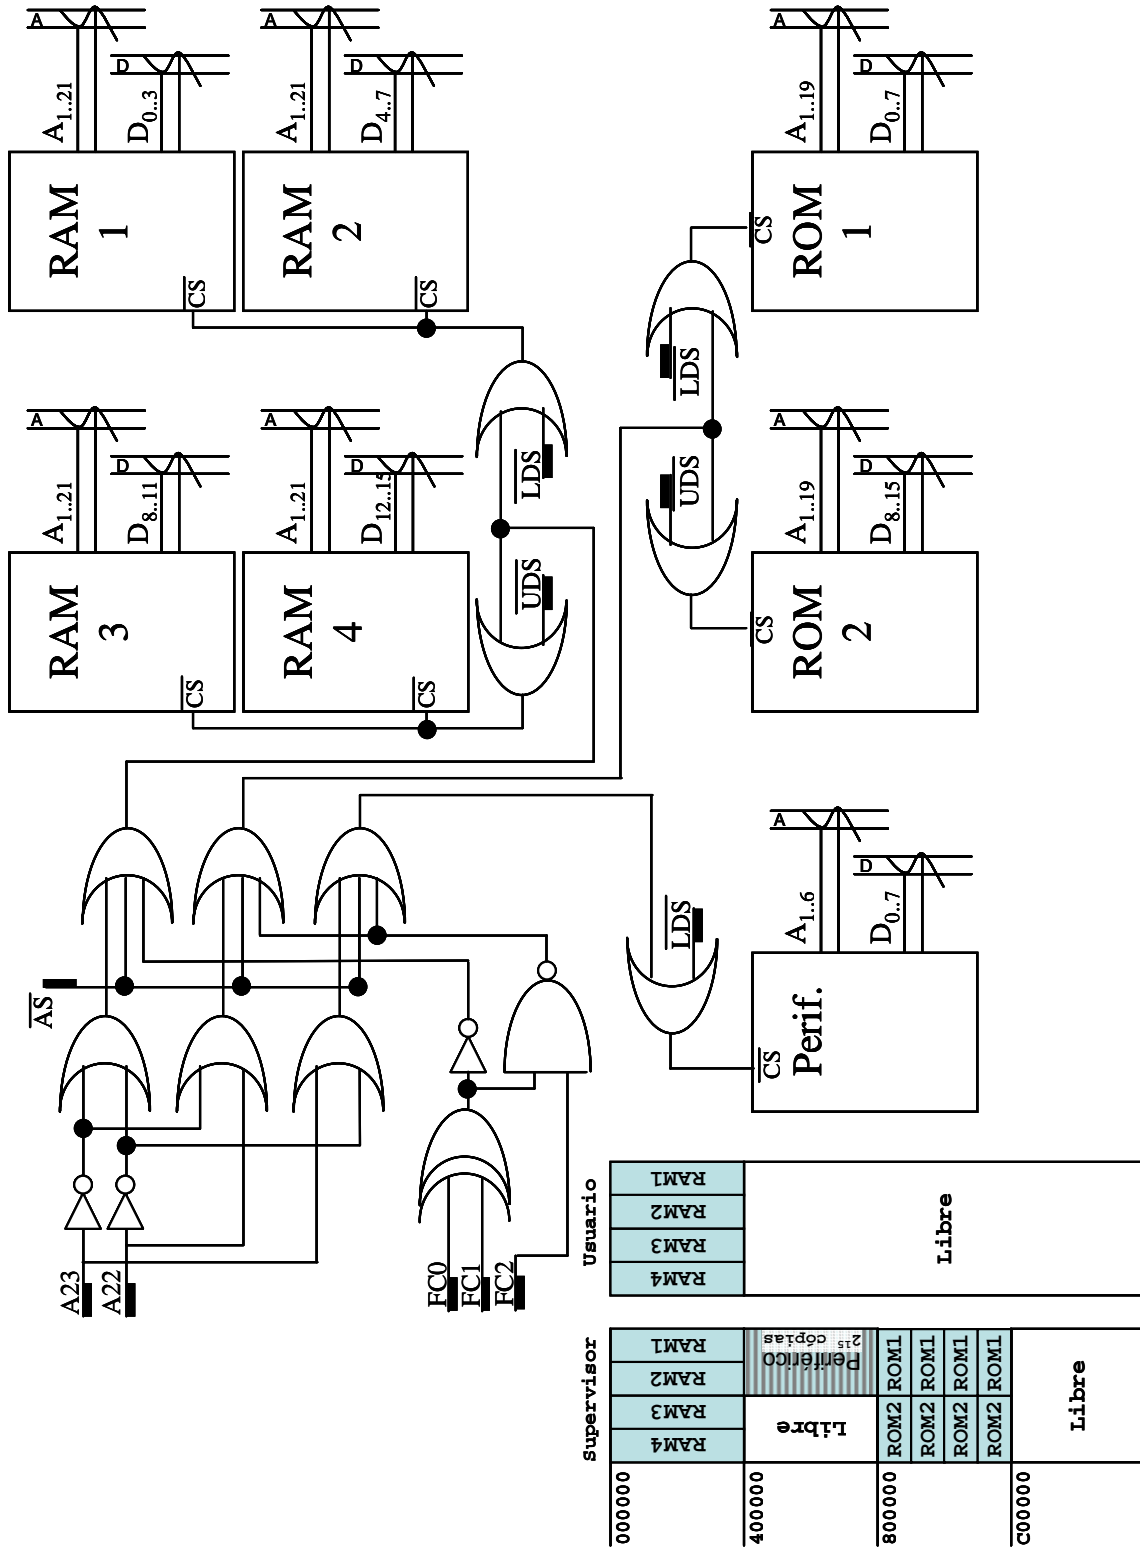 A
A
A
D
D
D
A1..21
D0..3
A1..21
D4..7
A1..19
D0..7
RAM
1
RAM
2
ROM
1
CS
CS
CS
LDS
LDS
A
A
A
D
D
D
A1..21
D8..11
A1..21
D12..15
A1..19
D8..15
UDS
UDS
RAM
3
RAM
4
ROM
2
CS
CS
CS
A
D
A1..6
D0..7
AS
LDS
Perif.
CS
A23
A22
FC0
FC1
FC2
Usuario
RAM1
RAM2
RAM3
RAM4
Libre
Supervisor
RAM1
RAM2
RAM3
RAM4
Periférico
2^15 cópias
Libre
ROM1
ROM1
ROM1
ROM1
ROM2
ROM2
ROM2
ROM2
Libre
000000
400000
800000
C00000